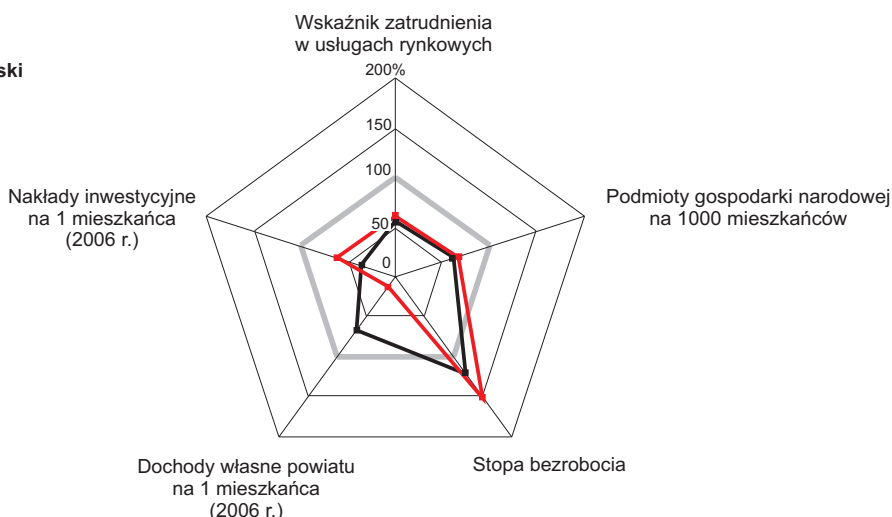 Wskaźnik zatrudnienia
w usługach rynkowych
ski
200%
150
100
50
0
Nakłady inwestycyjne
na 1 mieszkańca
(2006 r.)
Podmioty gospodarki narodowej
na 1000 mieszkańców
Dochody własne powiatu
na 1 mieszkańca
(2006 r.)
Stopa bezrobocia